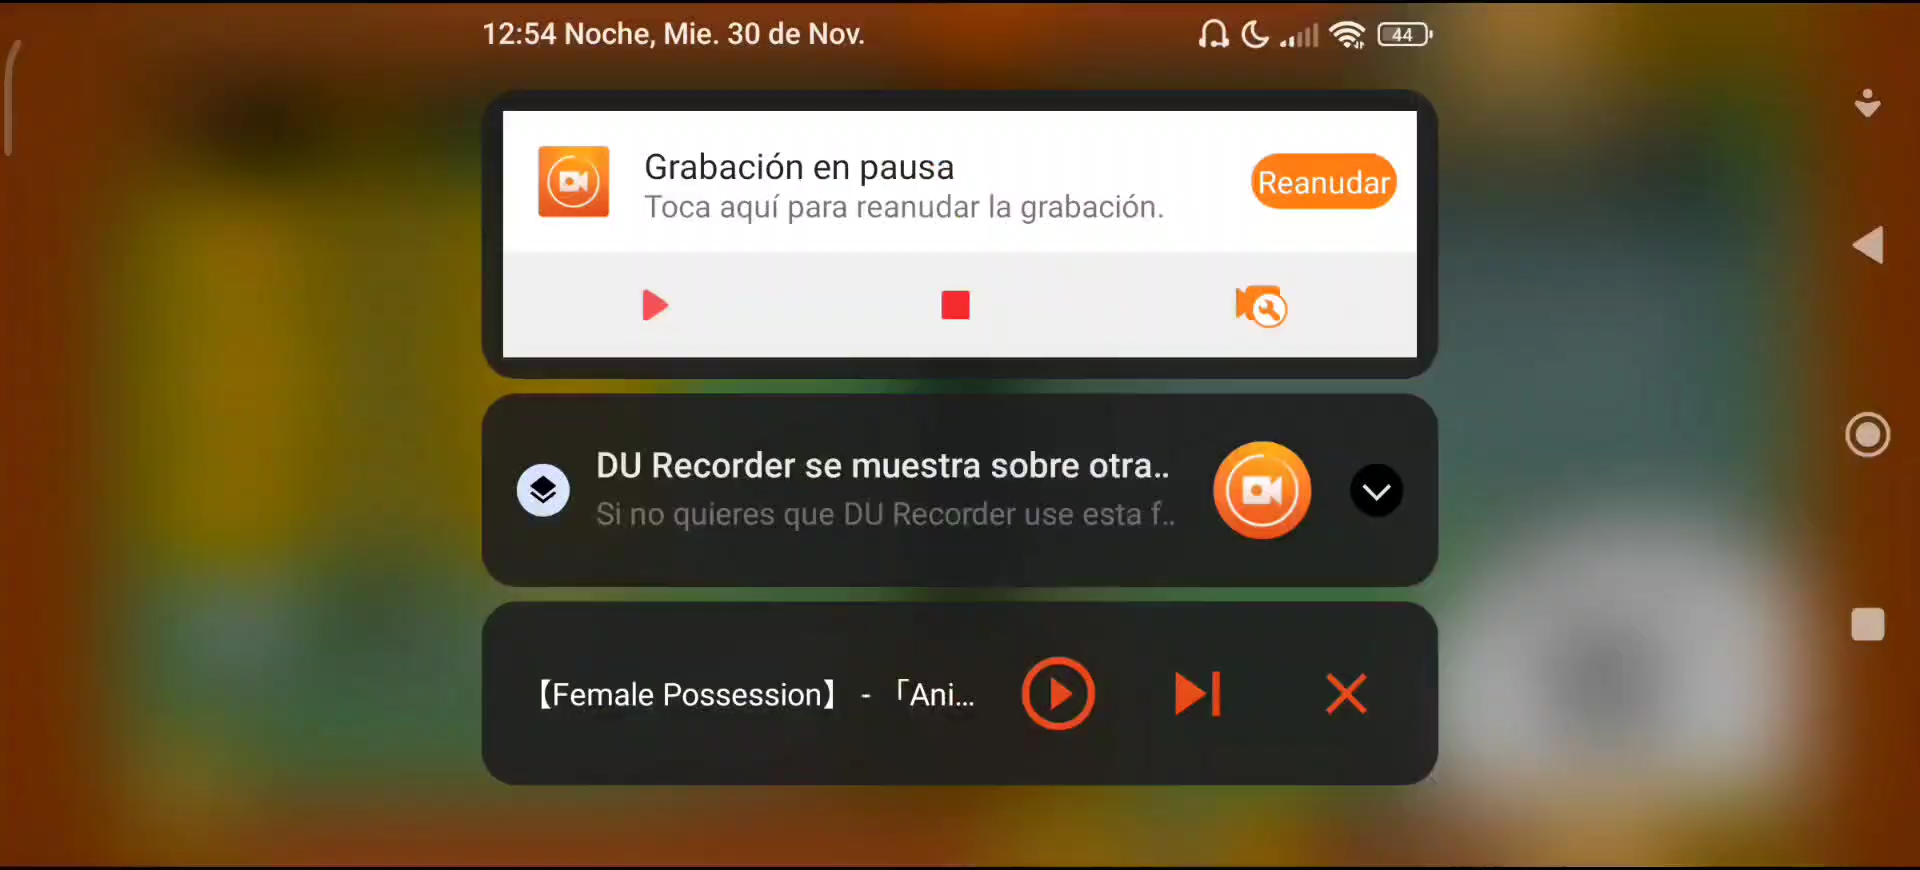 12:54 Noche, Mie. 30 de Nov.
44
Grabación en pausa
Toca aquí para reanudar la grabación.
Reanudar
DU Recorder se muestra sobre otra..
Si no quieres que DU Recorder use esta f..
【Female Possession】 - 「Ani...